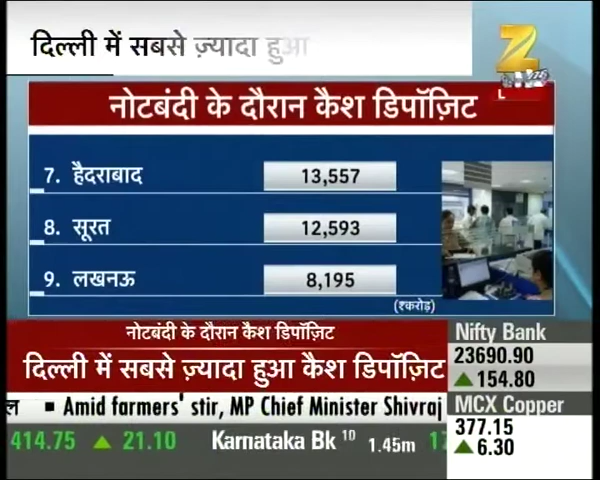 दिल्ली में सबसे ज़्यादा हुआ
Z
L
नोटबंदी के दौरान कैश डिपॉज़िट
7. हैदराबाद 13,557
8. सूरत 12,593
9. लखनऊ 8,195
(₹करोड़)
नोटबंदी के दौरान कैश डिपॉज़िट
दिल्ली में सबसे ज़्यादा हुआ कैश डिपॉज़िट
Nifty Bank
23690.90
▲ 154.80
ल ■ Amid farmers' stir, MP Chief Minister Shivraj
MCX Copper
377.15
▲ 6.30
414.75 ▲ 21.10 Karnataka Bk 10 1.45m 17